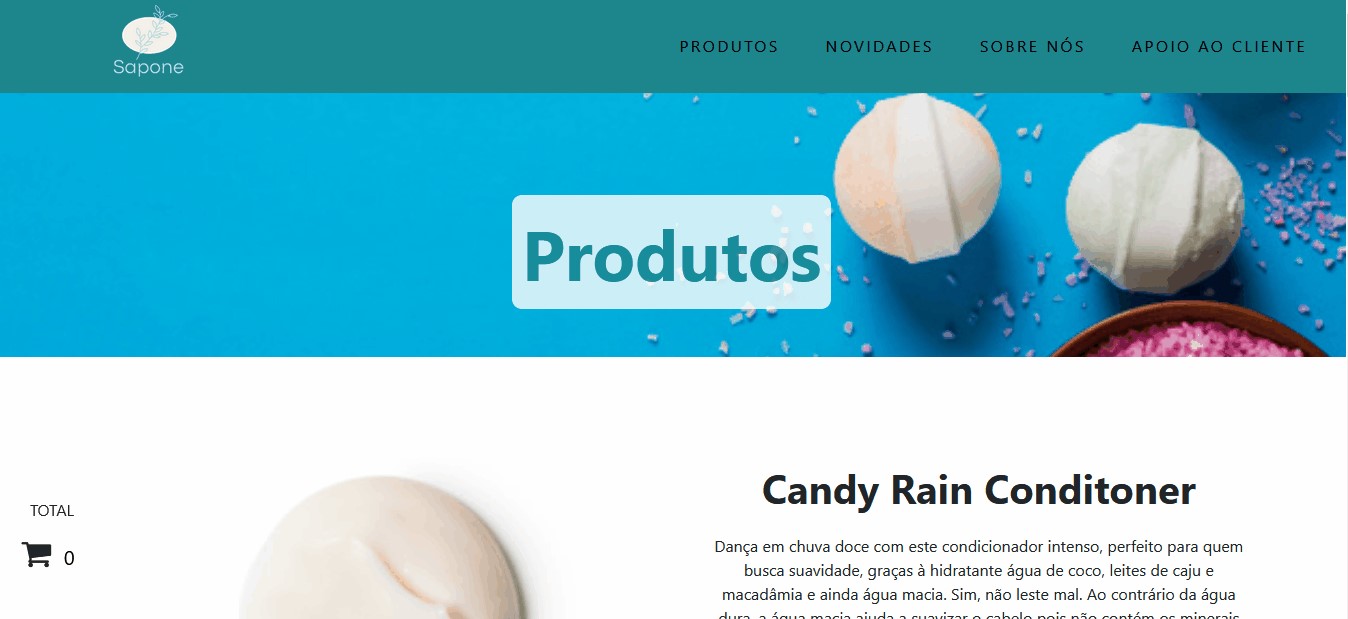 Sapone
PRODUTOS NOVIDADES SOBRE NÓS APOIO AO CLIENTE
Produtos
TOTAL
0
Candy Rain Conditoner
Dança em chuva doce com este condicionador intenso, perfeito para quem
busca suavidade, graças à hidratante água de coco, leites de caju e
macadâmia e ainda água macia. Sim, não leste mal. Ao contrário da água
dura, a água macia ajuda a suavizar o cabelo pois não contém os minerais